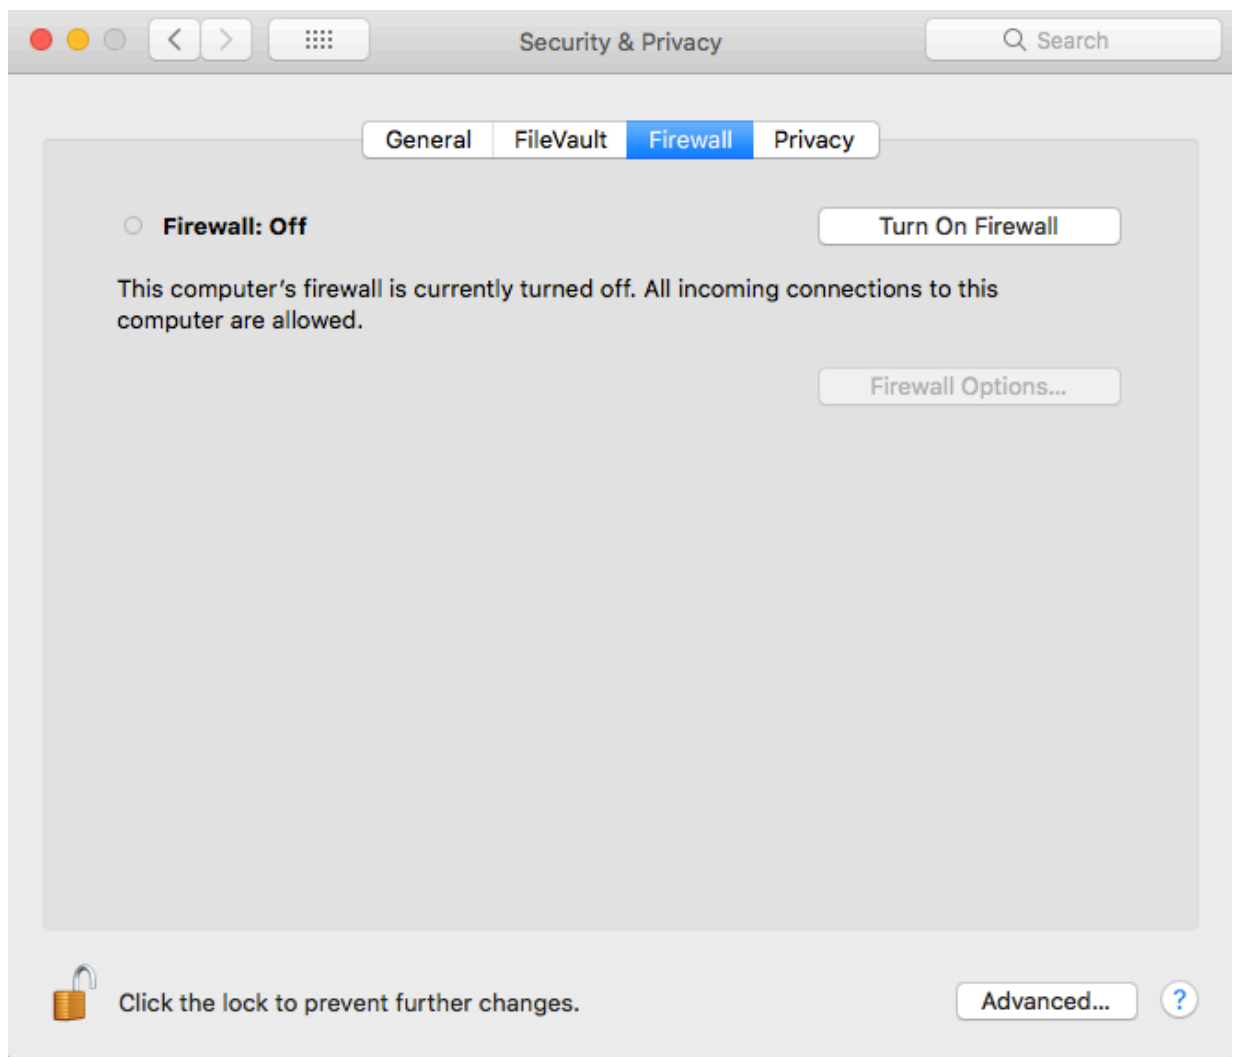 Security & Privacy
Search
General
FileVault
Firewall
Privacy
Firewall: Off
Turn On Firewall
This computer's firewall is currently turned off. All incoming connections to this
computer are allowed.
Firewall Options...
Click the lock to prevent further changes.
Advanced...
?